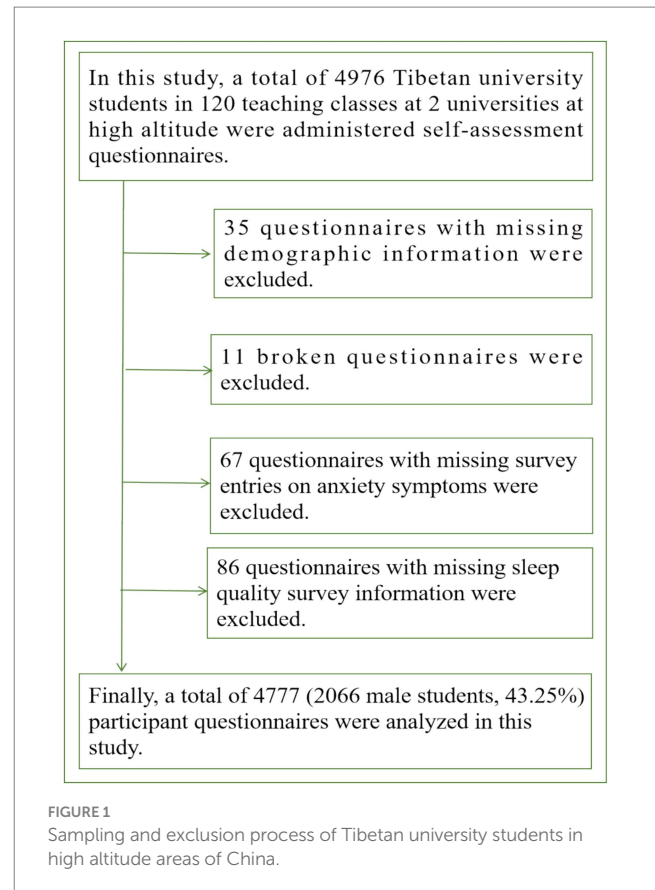 In this study, a total of 4976 Tibetan university
students in 120 teaching classes at 2 universities at
high altitude were administered self-assessment
questionnaires.
35 questionnaires with missing
demographic information were
excluded.
11 broken questionnaires were
excluded.
67 questionnaires with missing survey
entries on anxiety symptoms were
excluded.
86 questionnaires with missing sleep
quality survey information were
excluded.
Finally, a total of 4777 (2066 male students, 43.25%)
participant questionnaires were analyzed in this
study.
FIGURE 1
Sampling and exclusion process of Tibetan university students in
high altitude areas of China.